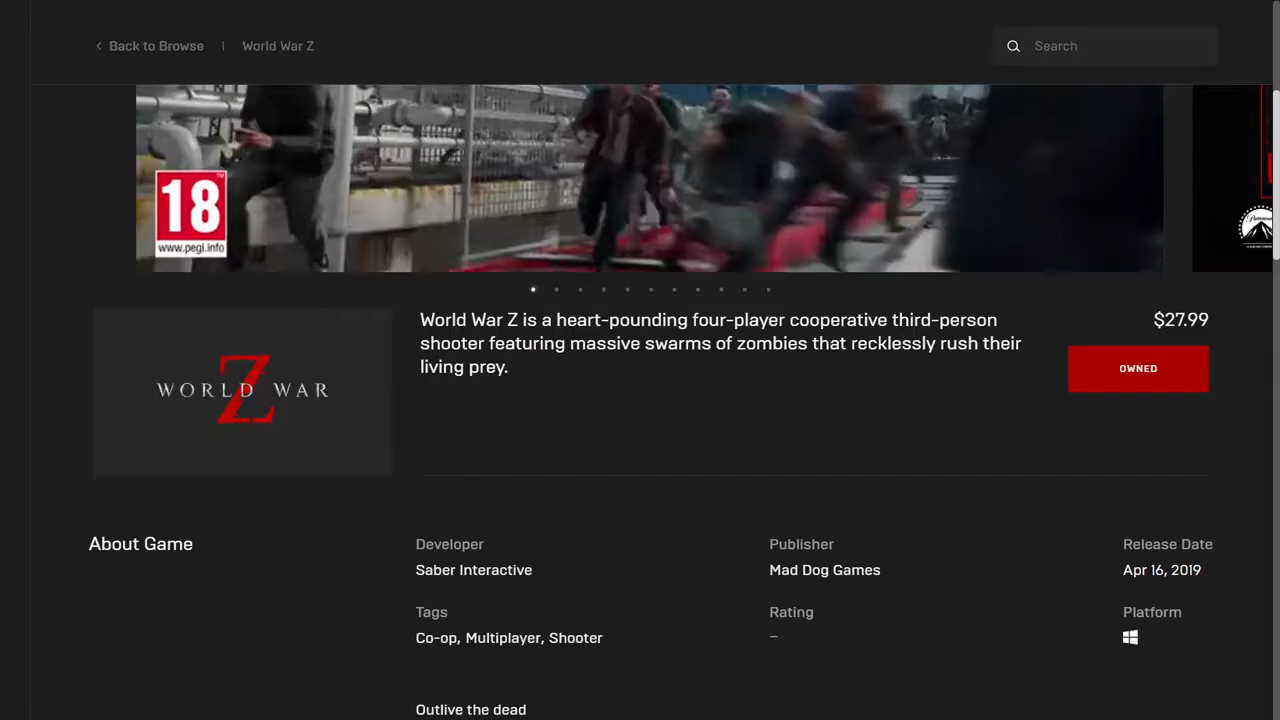 Back to Browse | World War Z
Search
18
www.pegi.info
World War Z is a heart-pounding four-player cooperative third-person
shooter featuring massive swarms of zombies that recklessly rush their
living prey.
$27.99
OWNED
WORLD WAR
Z
About Game
Developer
Publisher
Release Date
Saber Interactive
Mad Dog Games
Apr 16, 2019
Tags
Rating
Platform
Co-op, Multiplayer, Shooter
–
Outlive the dead